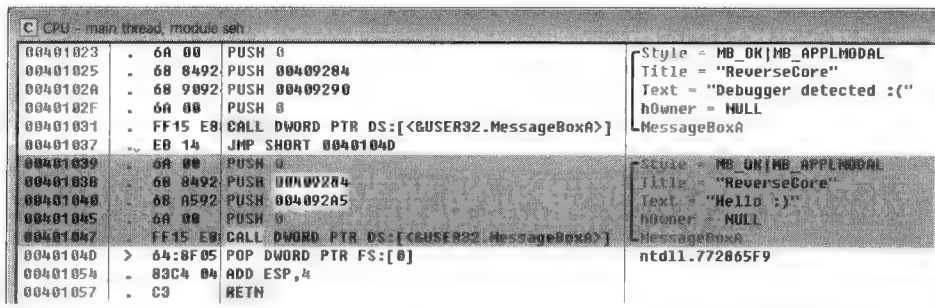 C CPU - main thread, module seh
00401023 . 6A 00 PUSH 0 Style = MB_OK|MB_APPLMODAL
00401025 . 68 8492 PUSH 00409284 Title = "ReverseCore"
0040102A . 68 9092 PUSH 00409290 Text = "Debugger detected :("
0040102F . 6A 00 PUSH 0 hOwner = NULL
00401031 . FF15 E8 CALL DWORD PTR DS:[<&USER32.MessageBoxA>] MessageBoxA
00401037 .v EB 14 JMP SHORT 0040104D
00401039 . 6A 00 PUSH 0 Style = MB_OK|MB_APPLMODAL
0040103B . 68 8492 PUSH 00409284 Title = "ReverseCore"
00401040 . 68 A592 PUSH 004092A5 Text = "Hello :)"
00401045 . 6A 00 PUSH 0 hOwner = NULL
00401047 . FF15 E8 CALL DWORD PTR DS:[<&USER32.MessageBoxA>] MessageBoxA
0040104D > 64:8F05 POP DWORD PTR FS:[0] ntdll.772865F9
00401054 . 83C4 04 ADD ESP,4
00401057 . C3 RETN